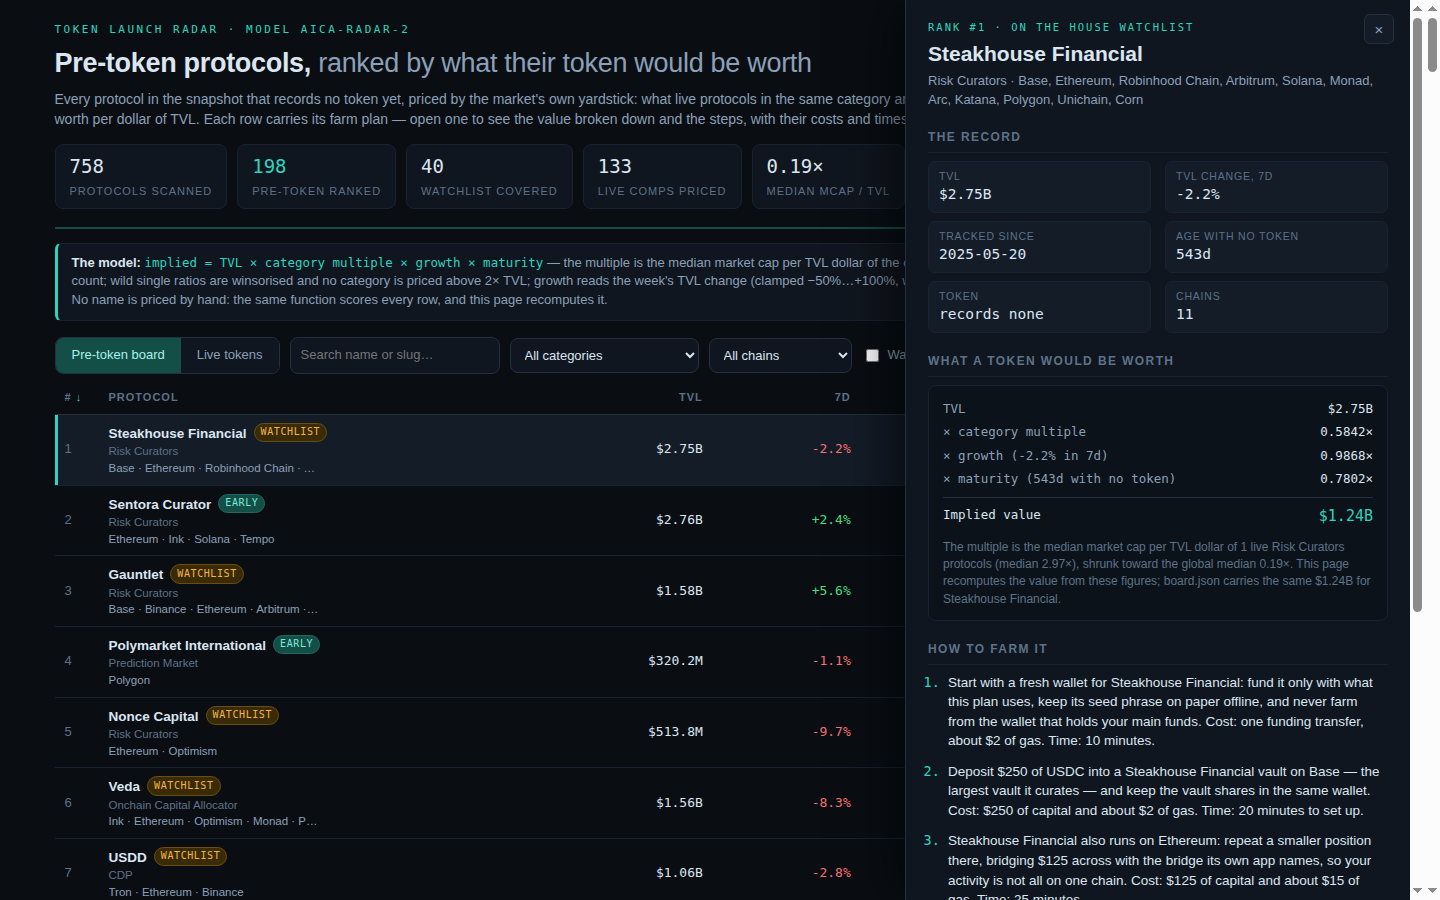 TOKEN LAUNCH RADAR · MODEL AICA-RADAR-2
Pre-token protocols, ranked by what their token would be worth
Every protocol in the snapshot that records no token yet, priced by the market's own yardstick: what live protocols in the same category
worth per dollar of TVL. Each row carries its farm plan — open one to see the value broken down and the steps, with their costs and times
758
PROTOCOLS SCANNED
198
PRE-TOKEN RANKED
40
WATCHLIST COVERED
133
LIVE COMPS PRICED
0.19×
MEDIAN MCAP / TVL
The model: implied = TVL × category multiple × growth × maturity — the multiple is the median market cap per TVL dollar of the
count; wild single ratios are winsorised and no category is priced above 2× TVL; growth reads the week's TVL change (clamped −50%…+100%,
No name is priced by hand: the same function scores every row, and this page recomputes it.
Pre-token board
Live tokens
Search name or slug…
All categories
All chains
# ↓ PROTOCOL TVL 7D
1
Steakhouse Financial WATCHLIST
Risk Curators
Base · Ethereum · Robinhood Chain · …
$2.75B
-2.2%
2
Sentora Curator EARLY
Risk Curators
Ethereum · Ink · Solana · Tempo
$2.76B
+2.4%
3
Gauntlet WATCHLIST
Risk Curators
Base · Binance · Ethereum · Arbitrum ·…
$1.58B
+5.6%
4
Polymarket International EARLY
Prediction Market
Polygon
$320.2M
-1.1%
5
Nonce Capital WATCHLIST
Risk Curators
Ethereum · Optimism
$513.8M
-9.7%
6
Veda WATCHLIST
Onchain Capital Allocator
Ink · Ethereum · Optimism · Monad · P…
$1.56B
-8.3%
7
USDD WATCHLIST
CDP
Tron · Ethereum · Binance
$1.06B
-2.8%
RANK #1 · ON THE HOUSE WATCHLIST
×
Steakhouse Financial
Risk Curators · Base, Ethereum, Robinhood Chain, Arbitrum, Solana, Monad,
Arc, Katana, Polygon, Unichain, Corn
THE RECORD
TVL
$2.75B
TVL CHANGE, 7D
-2.2%
TRACKED SINCE
2025-05-20
AGE WITH NO TOKEN
543d
TOKEN
records none
CHAINS
11
WHAT A TOKEN WOULD BE WORTH
TVL $2.75B
× category multiple 0.5842×
× growth (-2.2% in 7d) 0.9868×
× maturity (543d with no token) 0.7802×
Implied value $1.24B
The multiple is the median market cap per TVL dollar of 1 live Risk Curators
protocols (median 2.97×), shrunk toward the global median 0.19×. This page
recomputes the value from these figures; board.json carries the same $1.24B for
Steakhouse Financial.
HOW TO FARM IT
1. Start with a fresh wallet for Steakhouse Financial: fund it only with what
this plan uses, keep its seed phrase on paper offline, and never farm
from the wallet that holds your main funds. Cost: one funding transfer,
about $2 of gas. Time: 10 minutes.
2. Deposit $250 of USDC into a Steakhouse Financial vault on Base — the
largest vault it curates — and keep the vault shares in the same wallet.
Cost: $250 of capital and about $2 of gas. Time: 20 minutes to set up.
3. Steakhouse Financial also runs on Ethereum: repeat a smaller position
there, bridging $125 across with the bridge its own app names, so your
activity is not all on one chain. Cost: $125 of capital and about $15 of
gas. Time: 25 minutes.